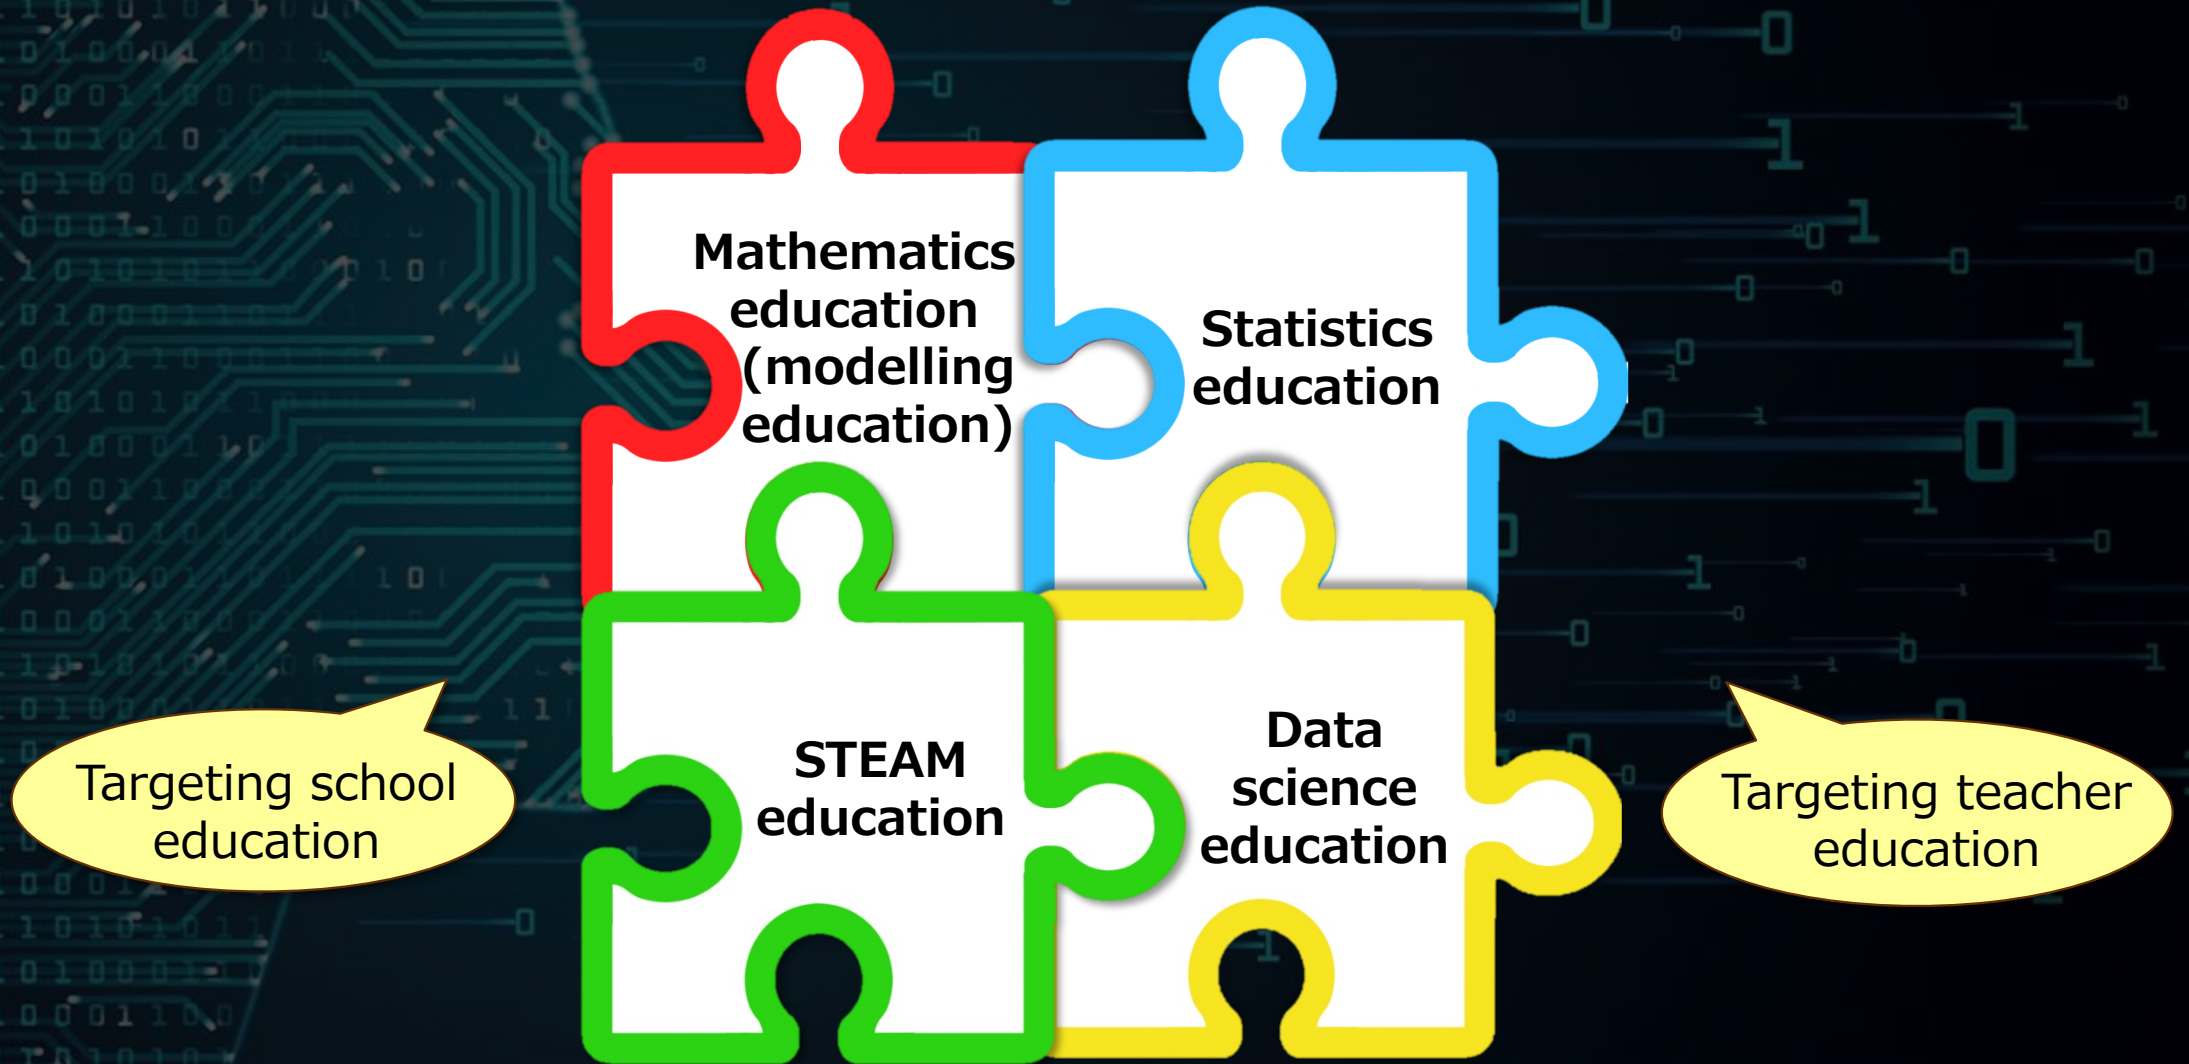 Mathematics
education
(modelling
education)
Statistics
education
STEAM
education
Data
science
education
Targeting school
education
Targeting teacher
education